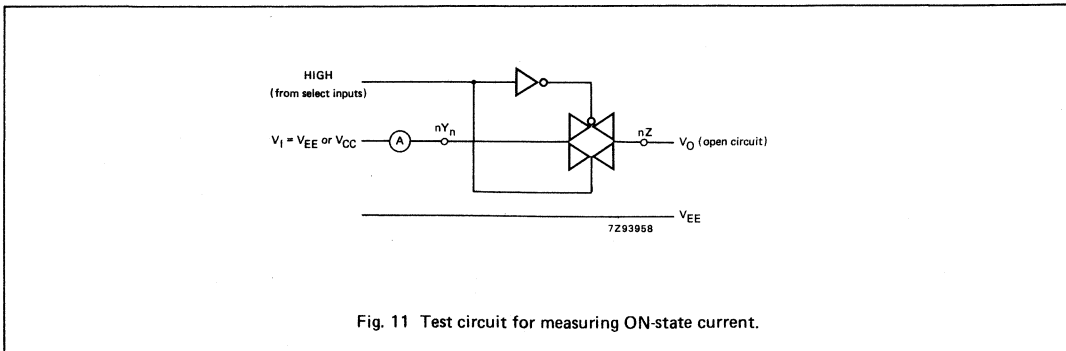 HIGH
(from select inputs)
V_I = V_EE or V_CC
A
nY_n
nZ
V_O (open circuit)
V_EE
7Z93958
Fig. 11 Test circuit for measuring ON-state current.